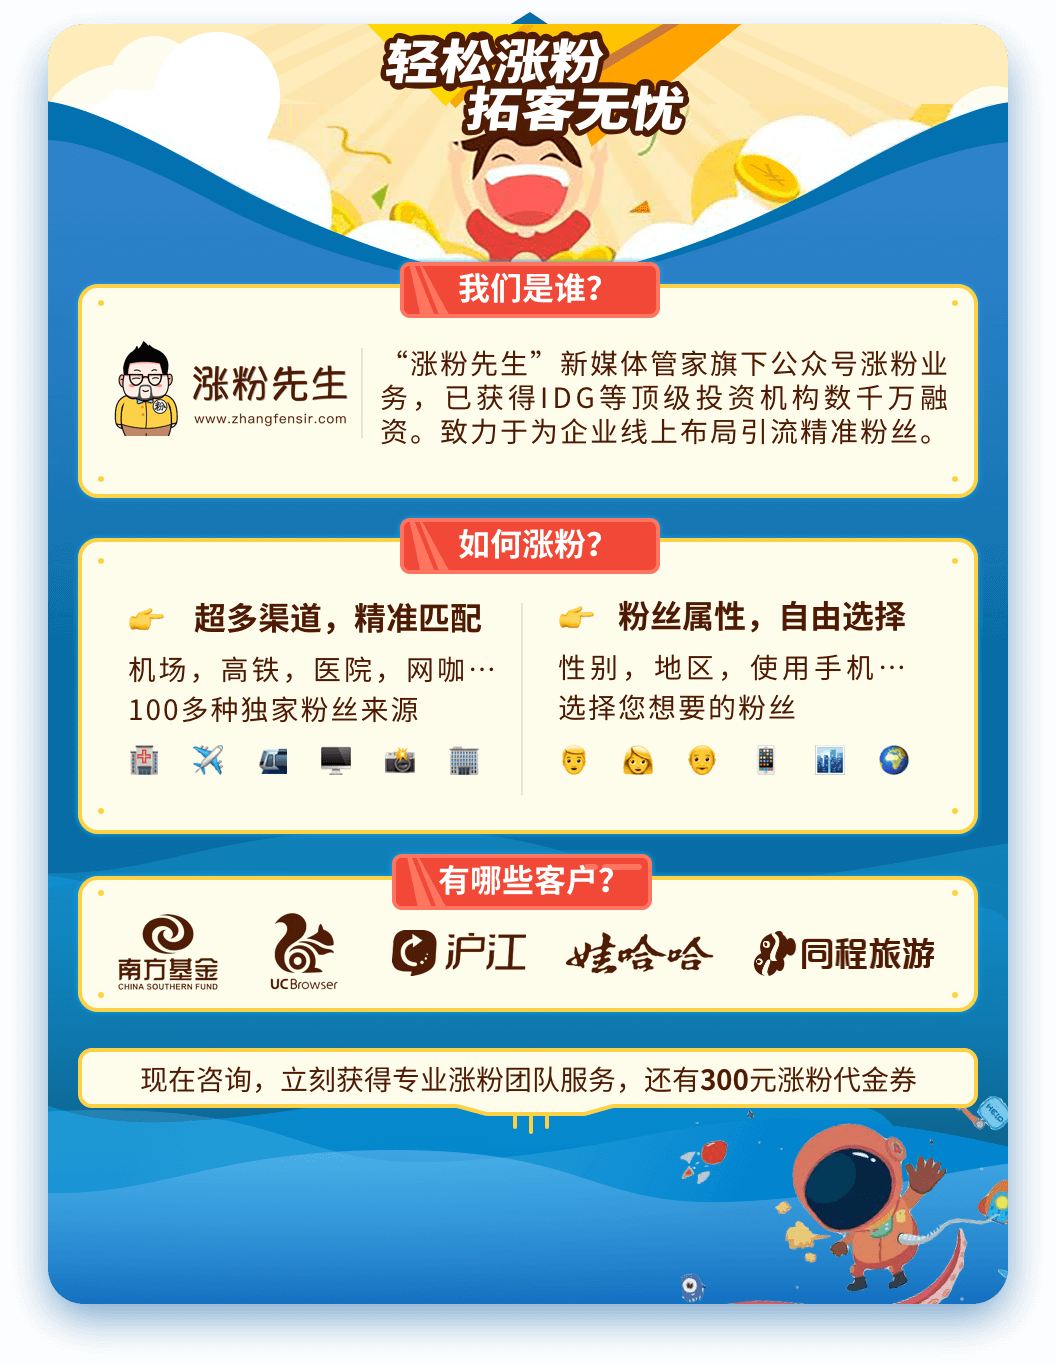 轻松涨粉
拓客无忧
我们是谁？
粉
涨粉先生
www.zhangfensir.com
“涨粉先生”新媒体管家旗下公众号涨粉业
务，已获得IDG等顶级投资机构数千万融
资。致力于为企业线上布局引流精准粉丝。
如何涨粉？
超多渠道，精准匹配
机场，高铁，医院，网咖…
100多种独家粉丝来源
粉丝属性，自由选择
性别，地区，使用手机…
选择您想要的粉丝
有哪些客户？
南方基金
CHINA SOUTHERN FUND
UCBrowser
沪江
娃哈哈
同程旅游
现在咨询，立刻获得专业涨粉团队服务，还有300元涨粉代金券
HELP